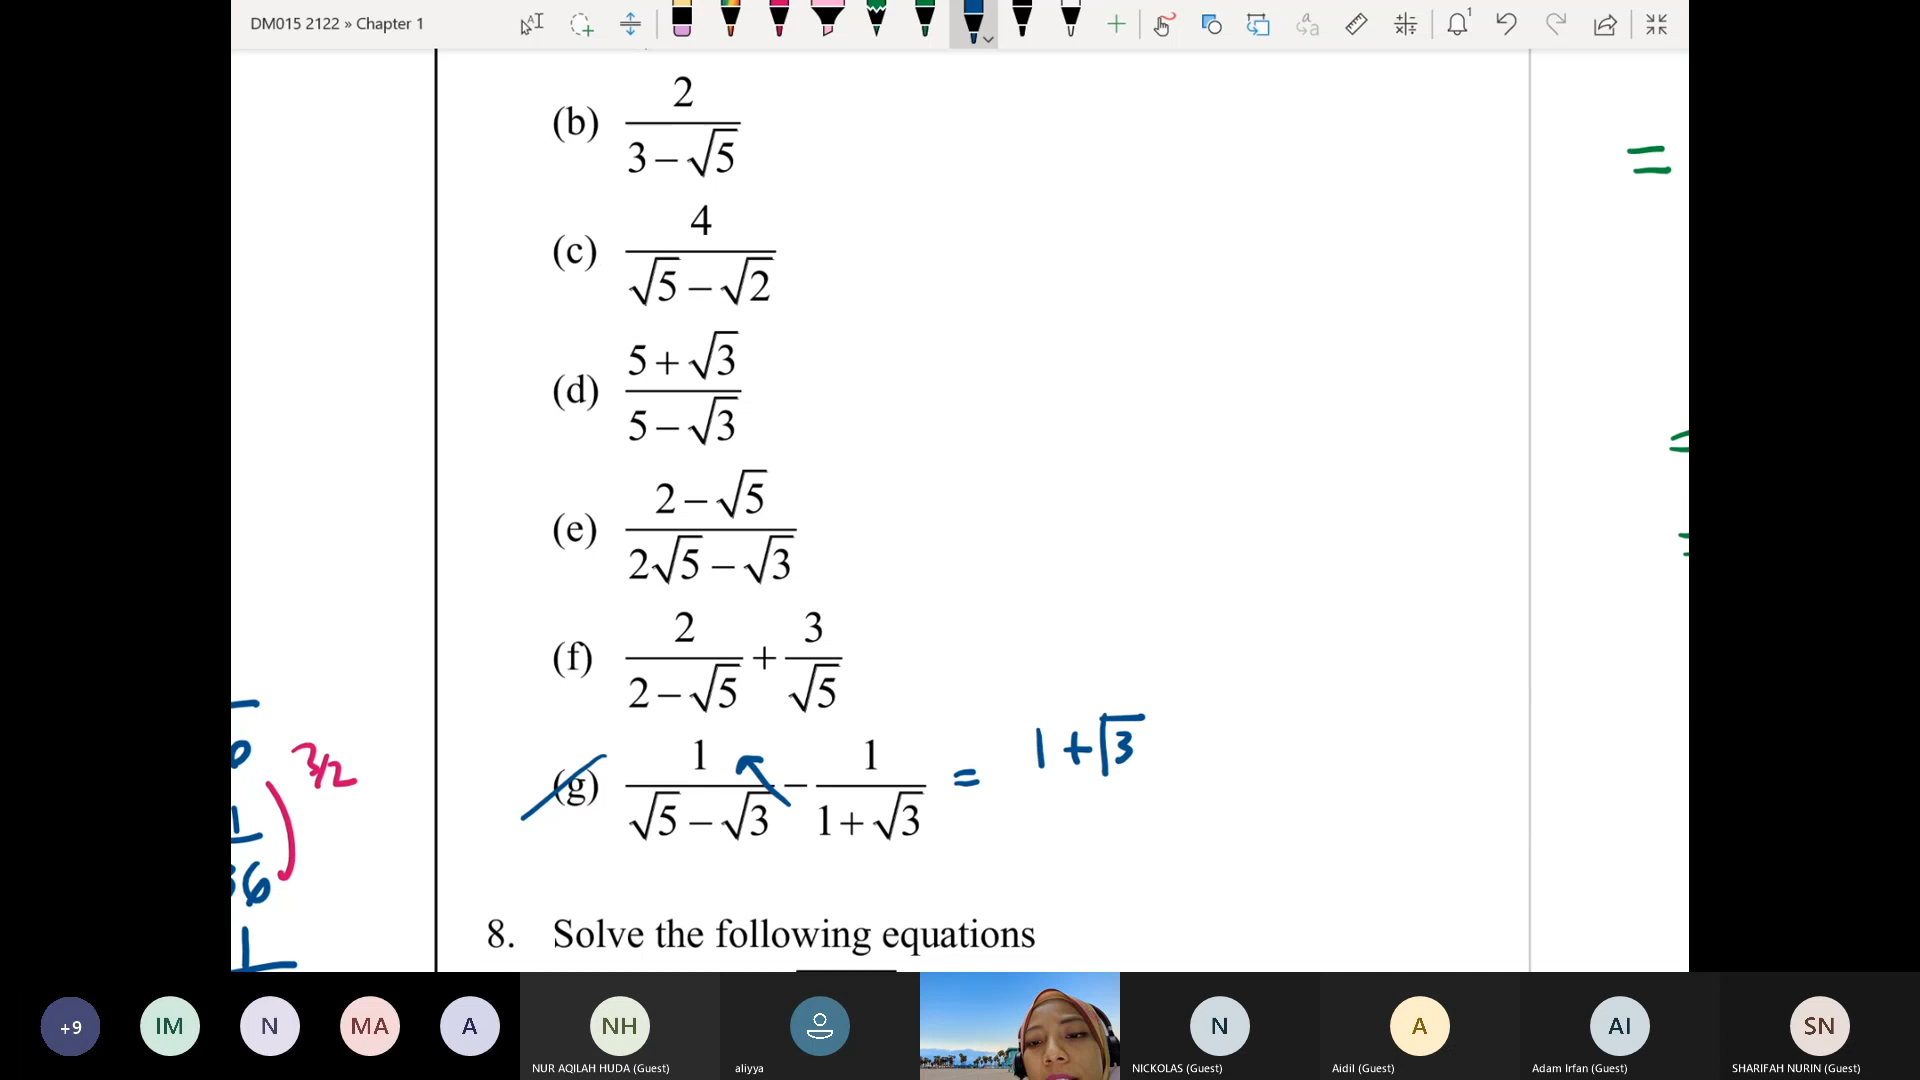 DM015 2122 » Chapter 1
(b) 2 / (3 − √5)
=
(c) 4 / (√5 − √2)
(d) (5 + √3) / (5 − √3)
(e) (2 − √5) / (2√5 − √3)
(f) 2 / (2 − √5) + 3 / √5
(g) 1 / (√5 − √3) − 1 / (1 + √3) = 1 + √3
3/2
1
36
1
8. Solve the following equations
+9 IM N MA A NH N A AI SN
NUR AQILAH HUDA (Guest) aliyya NICKOLAS (Guest) Aidil (Guest) Adam Irfan (Guest) SHARIFAH NURIN (Guest)